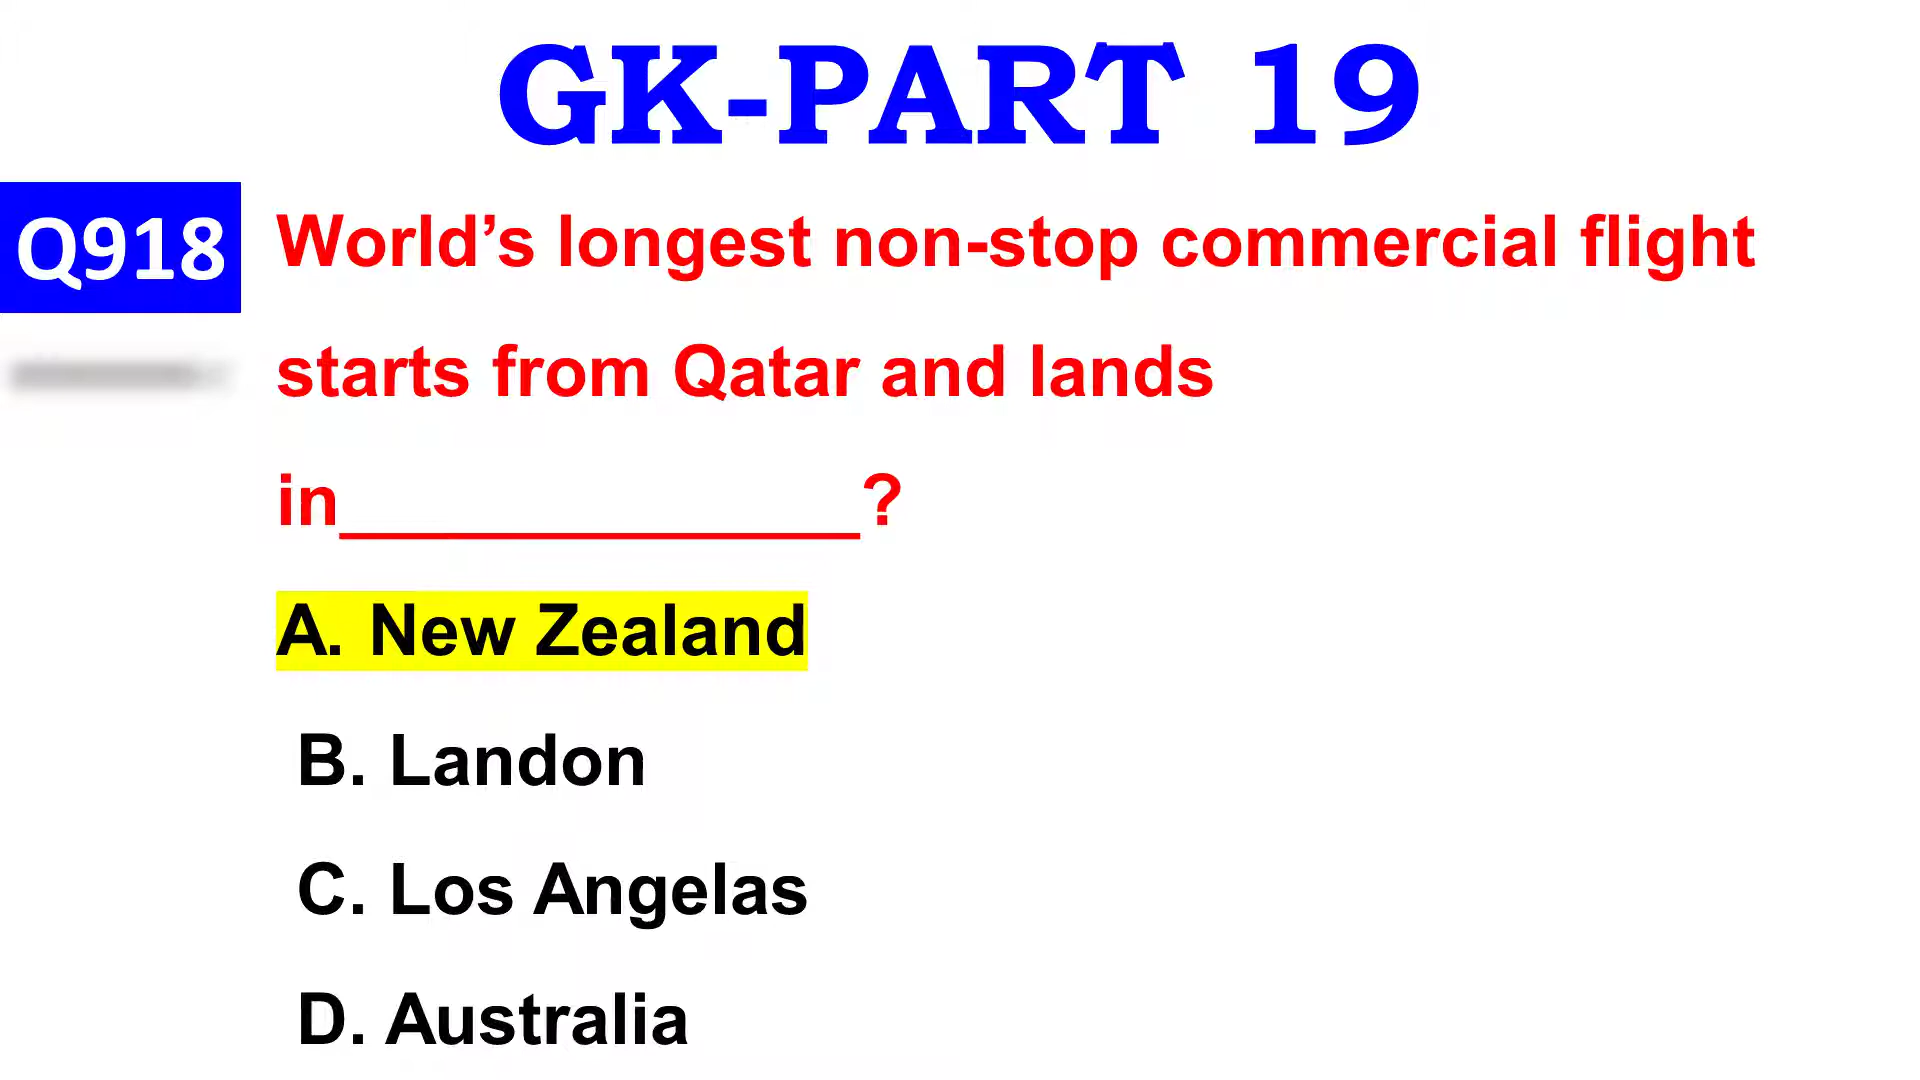 GK-PART 19
Q918 World’s longest non-stop commercial flight
starts from Qatar and lands
in______________?
A. New Zealand
B. Landon
C. Los Angelas
D. Australia